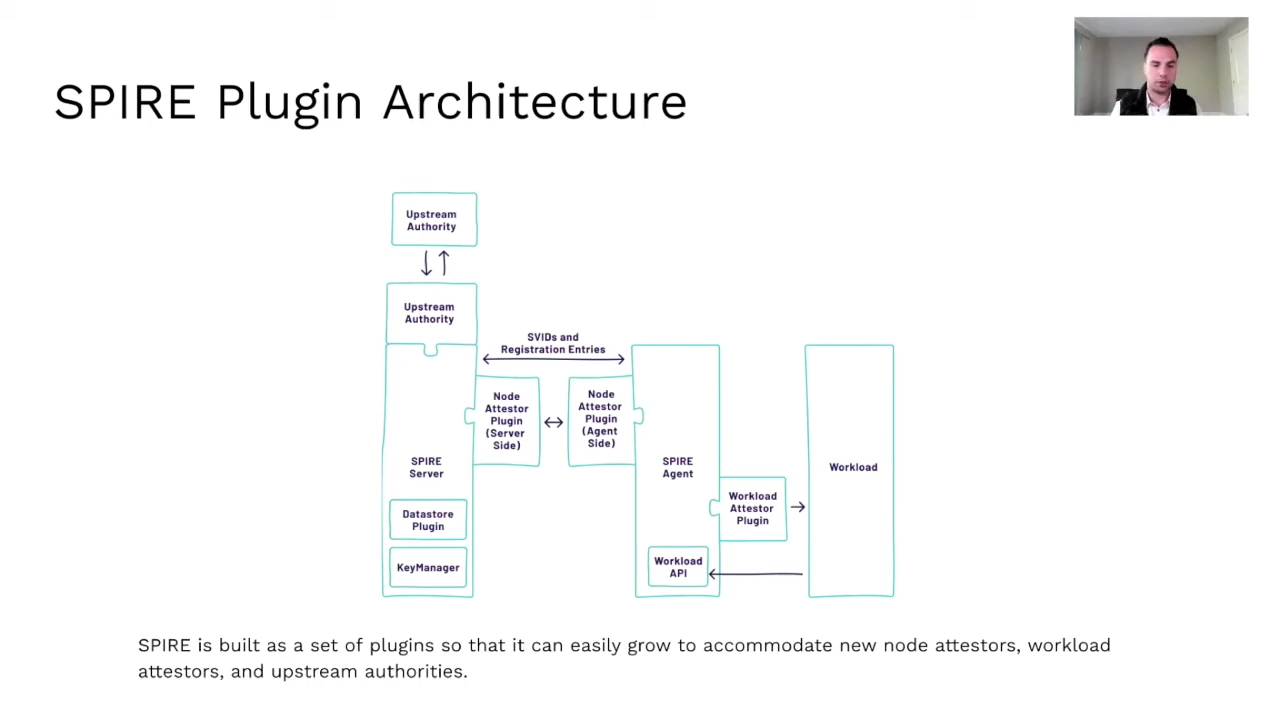 SPIRE Plugin Architecture
Upstream
Authority
Upstream
Authority
SVIDs and
Registration Entries
Node
Attestor
Plugin
(Server
Side)
Node
Attestor
Plugin
(Agent
Side)
SPIRE
Server
Datastore
Plugin
KeyManager
SPIRE
Agent
Workload
Attestor
Plugin
Workload
API
Workload
SPIRE is built as a set of plugins so that it can easily grow to accommodate new node attestors, workload
attestors, and upstream authorities.